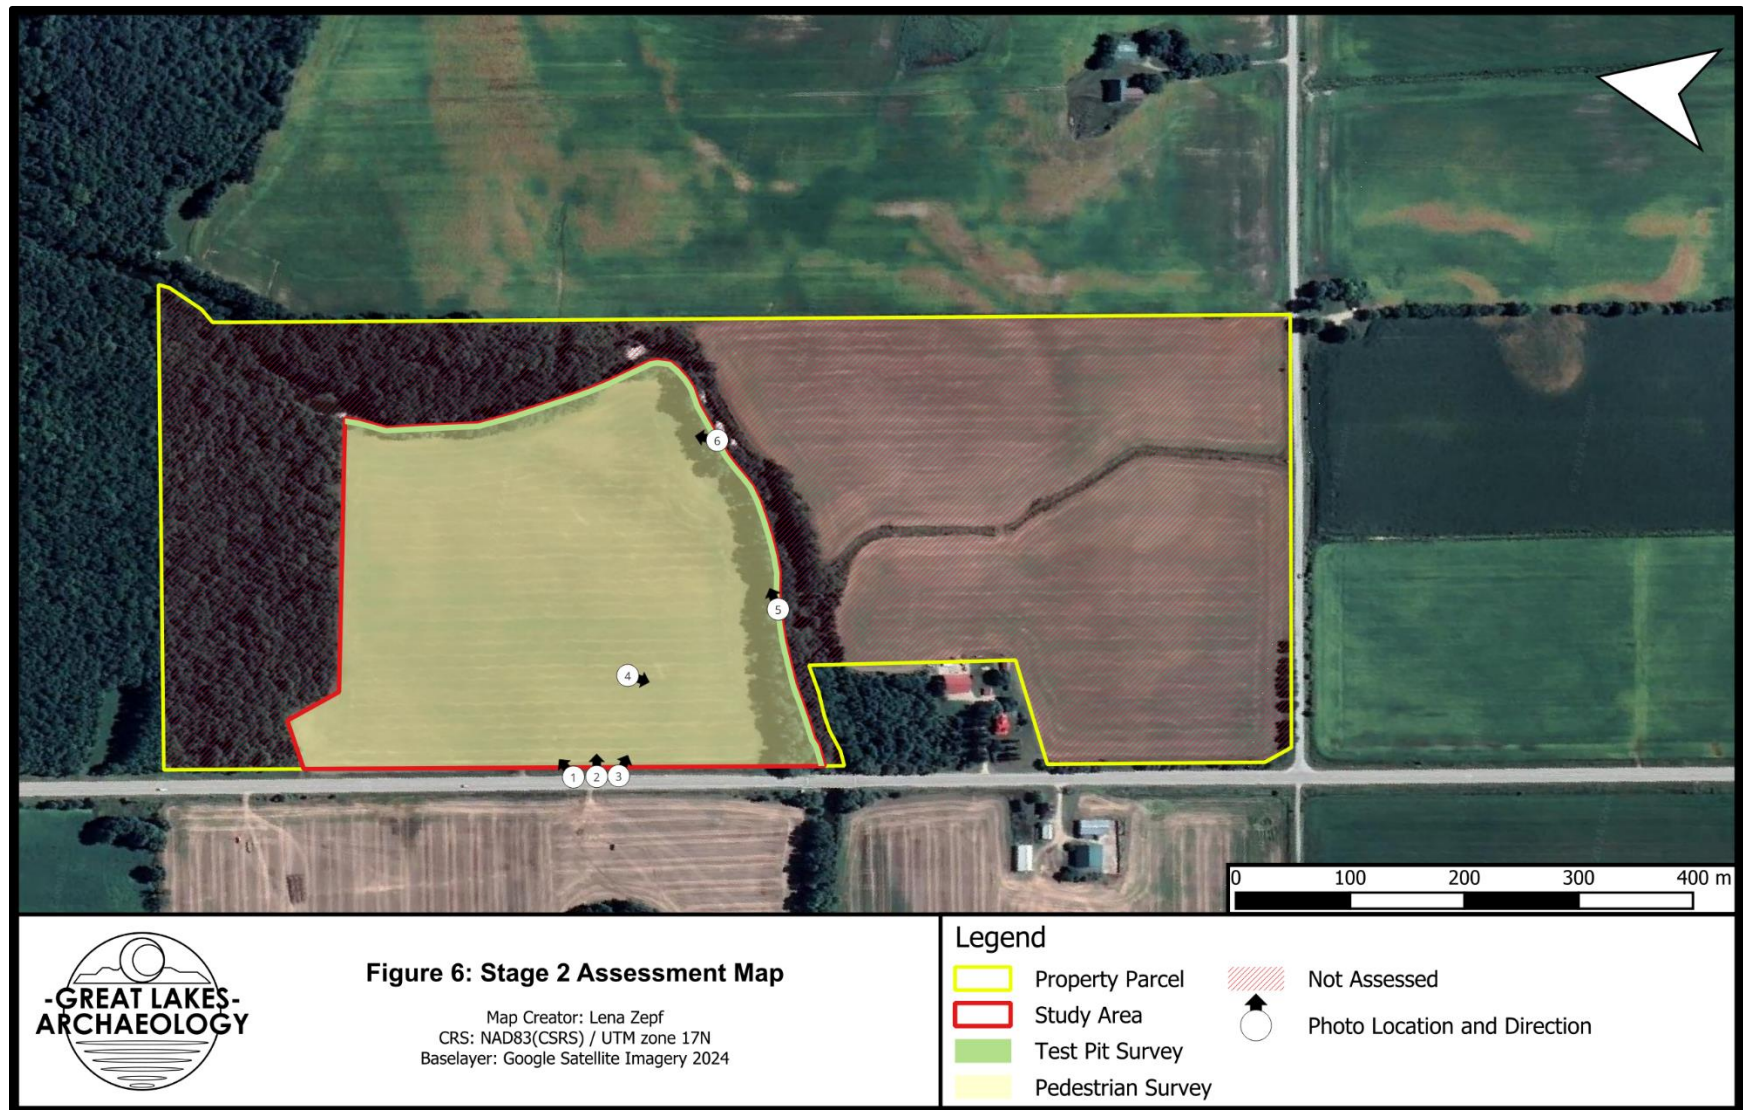 6
5
4
1
2
3
0 100 200 300 400 m
-GREAT LAKES-
ARCHAEOLOGY
Figure 6: Stage 2 Assessment Map
Map Creator: Lena Zepf
CRS: NAD83(CSRS) / UTM zone 17N
Baselayer: Google Satellite Imagery 2024
Legend
Property Parcel
Study Area
Test Pit Survey
Pedestrian Survey
Not Assessed
Photo Location and Direction